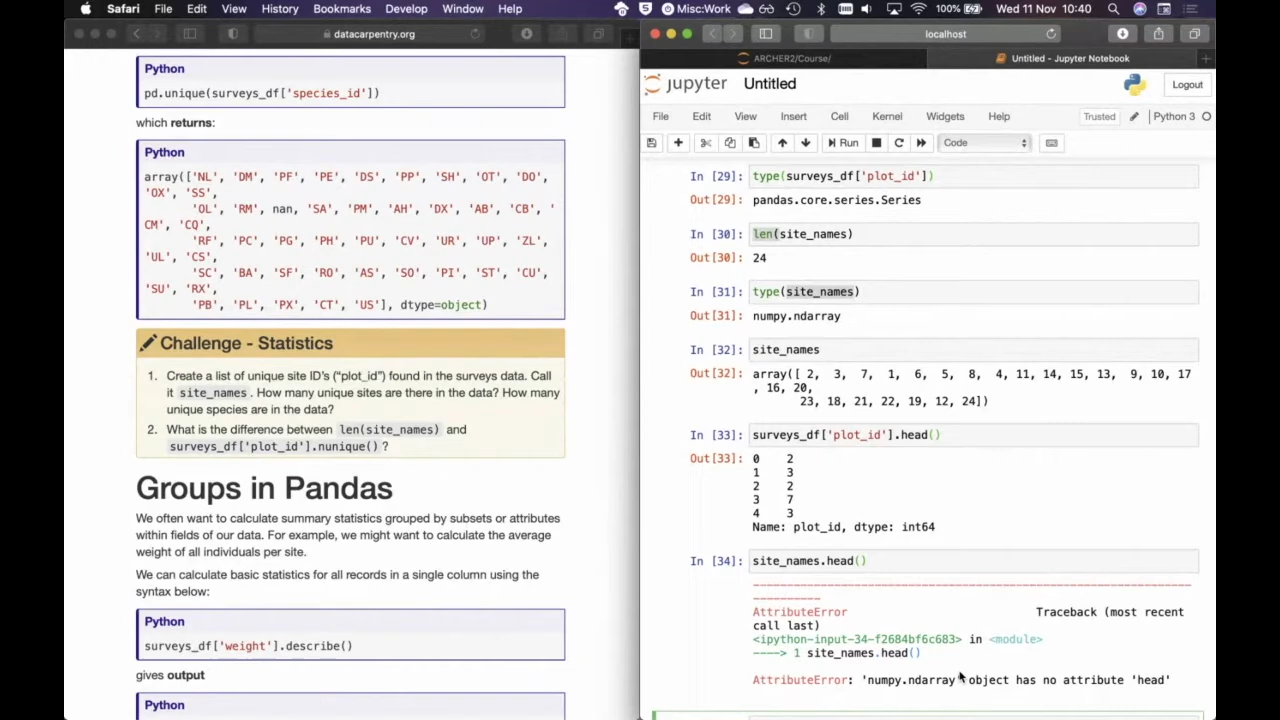 Safari File Edit View History Bookmarks Develop Window Help Misc:Work 100% Wed 11 Nov 10:40
datacarpentry.org
Python
pd.unique(surveys_df['species_id'])
which returns:
Python
array(['NL', 'DM', 'PF', 'PE', 'DS', 'PP', 'SH', 'OT', 'DO',
'OX', 'SS',
'OL', 'RM', nan, 'SA', 'PM', 'AH', 'DX', 'AB', 'CB', '
CM', 'CQ',
'RF', 'PC', 'PG', 'PH', 'PU', 'CV', 'UR', 'UP', 'ZL',
'UL', 'CS',
'SC', 'BA', 'SF', 'RO', 'AS', 'SO', 'PI', 'ST', 'CU',
'SU', 'RX',
'PB', 'PL', 'PX', 'CT', 'US'], dtype=object)
Challenge - Statistics
1. Create a list of unique site ID's ("plot_id") found in the surveys data. Call
it site_names. How many unique sites are there in the data? How many
unique species are in the data?
2. What is the difference between len(site_names) and
surveys_df['plot_id'].nunique()?
Groups in Pandas
We often want to calculate summary statistics grouped by subsets or attributes
within fields of our data. For example, we might want to calculate the average
weight of all individuals per site.
We can calculate basic statistics for all records in a single column using the
syntax below:
Python
surveys_df['weight'].describe()
gives output
Python
localhost
ARCHER2/Course/ Untitled - Jupyter Notebook
jupyter Untitled Logout
File Edit View Insert Cell Kernel Widgets Help Trusted Python 3
Run Code
In [29]: type(surveys_df['plot_id'])
Out[29]: pandas.core.series.Series
In [30]: len(site_names)
Out[30]: 24
In [31]: type(site_names)
Out[31]: numpy.ndarray
In [32]: site_names
Out[32]: array([ 2, 3, 7, 1, 6, 5, 8, 4, 11, 14, 15, 13, 9, 10, 17
, 16, 20,
23, 18, 21, 22, 19, 12, 24])
In [33]: surveys_df['plot_id'].head()
Out[33]: 0 2
1 3
2 2
3 7
4 3
Name: plot_id, dtype: int64
In [34]: site_names.head()
---------------------------------------------------------------------------
AttributeError Traceback (most recent
call last)
<ipython-input-34-f2684bf6c683> in <module>
----> 1 site_names.head()
AttributeError: 'numpy.ndarray' object has no attribute 'head'